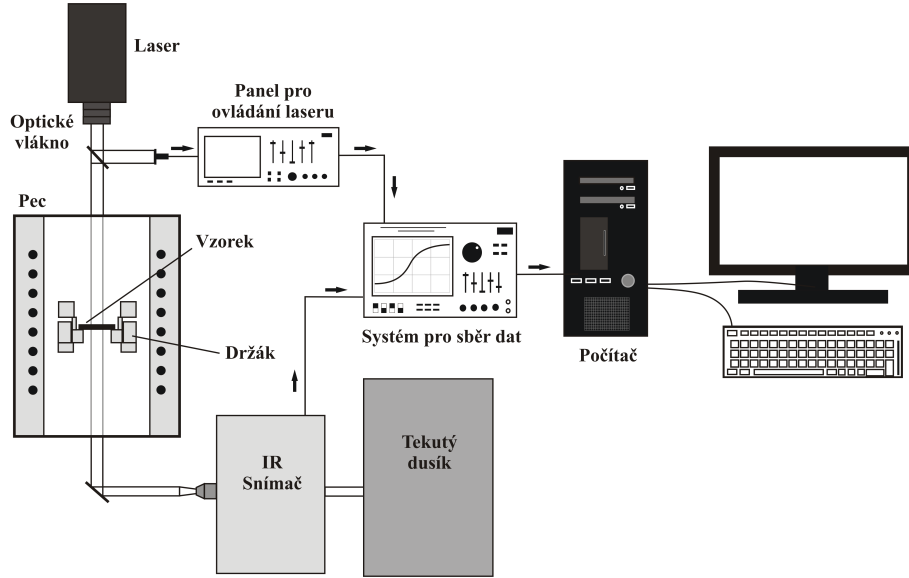 Laser
Panel pro
ovládání laseru
Optické
vlákno
Pec
Vzorek
Držák
Systém pro sběr dat
Počítač
IR
Snímač
Tekutý
dusík